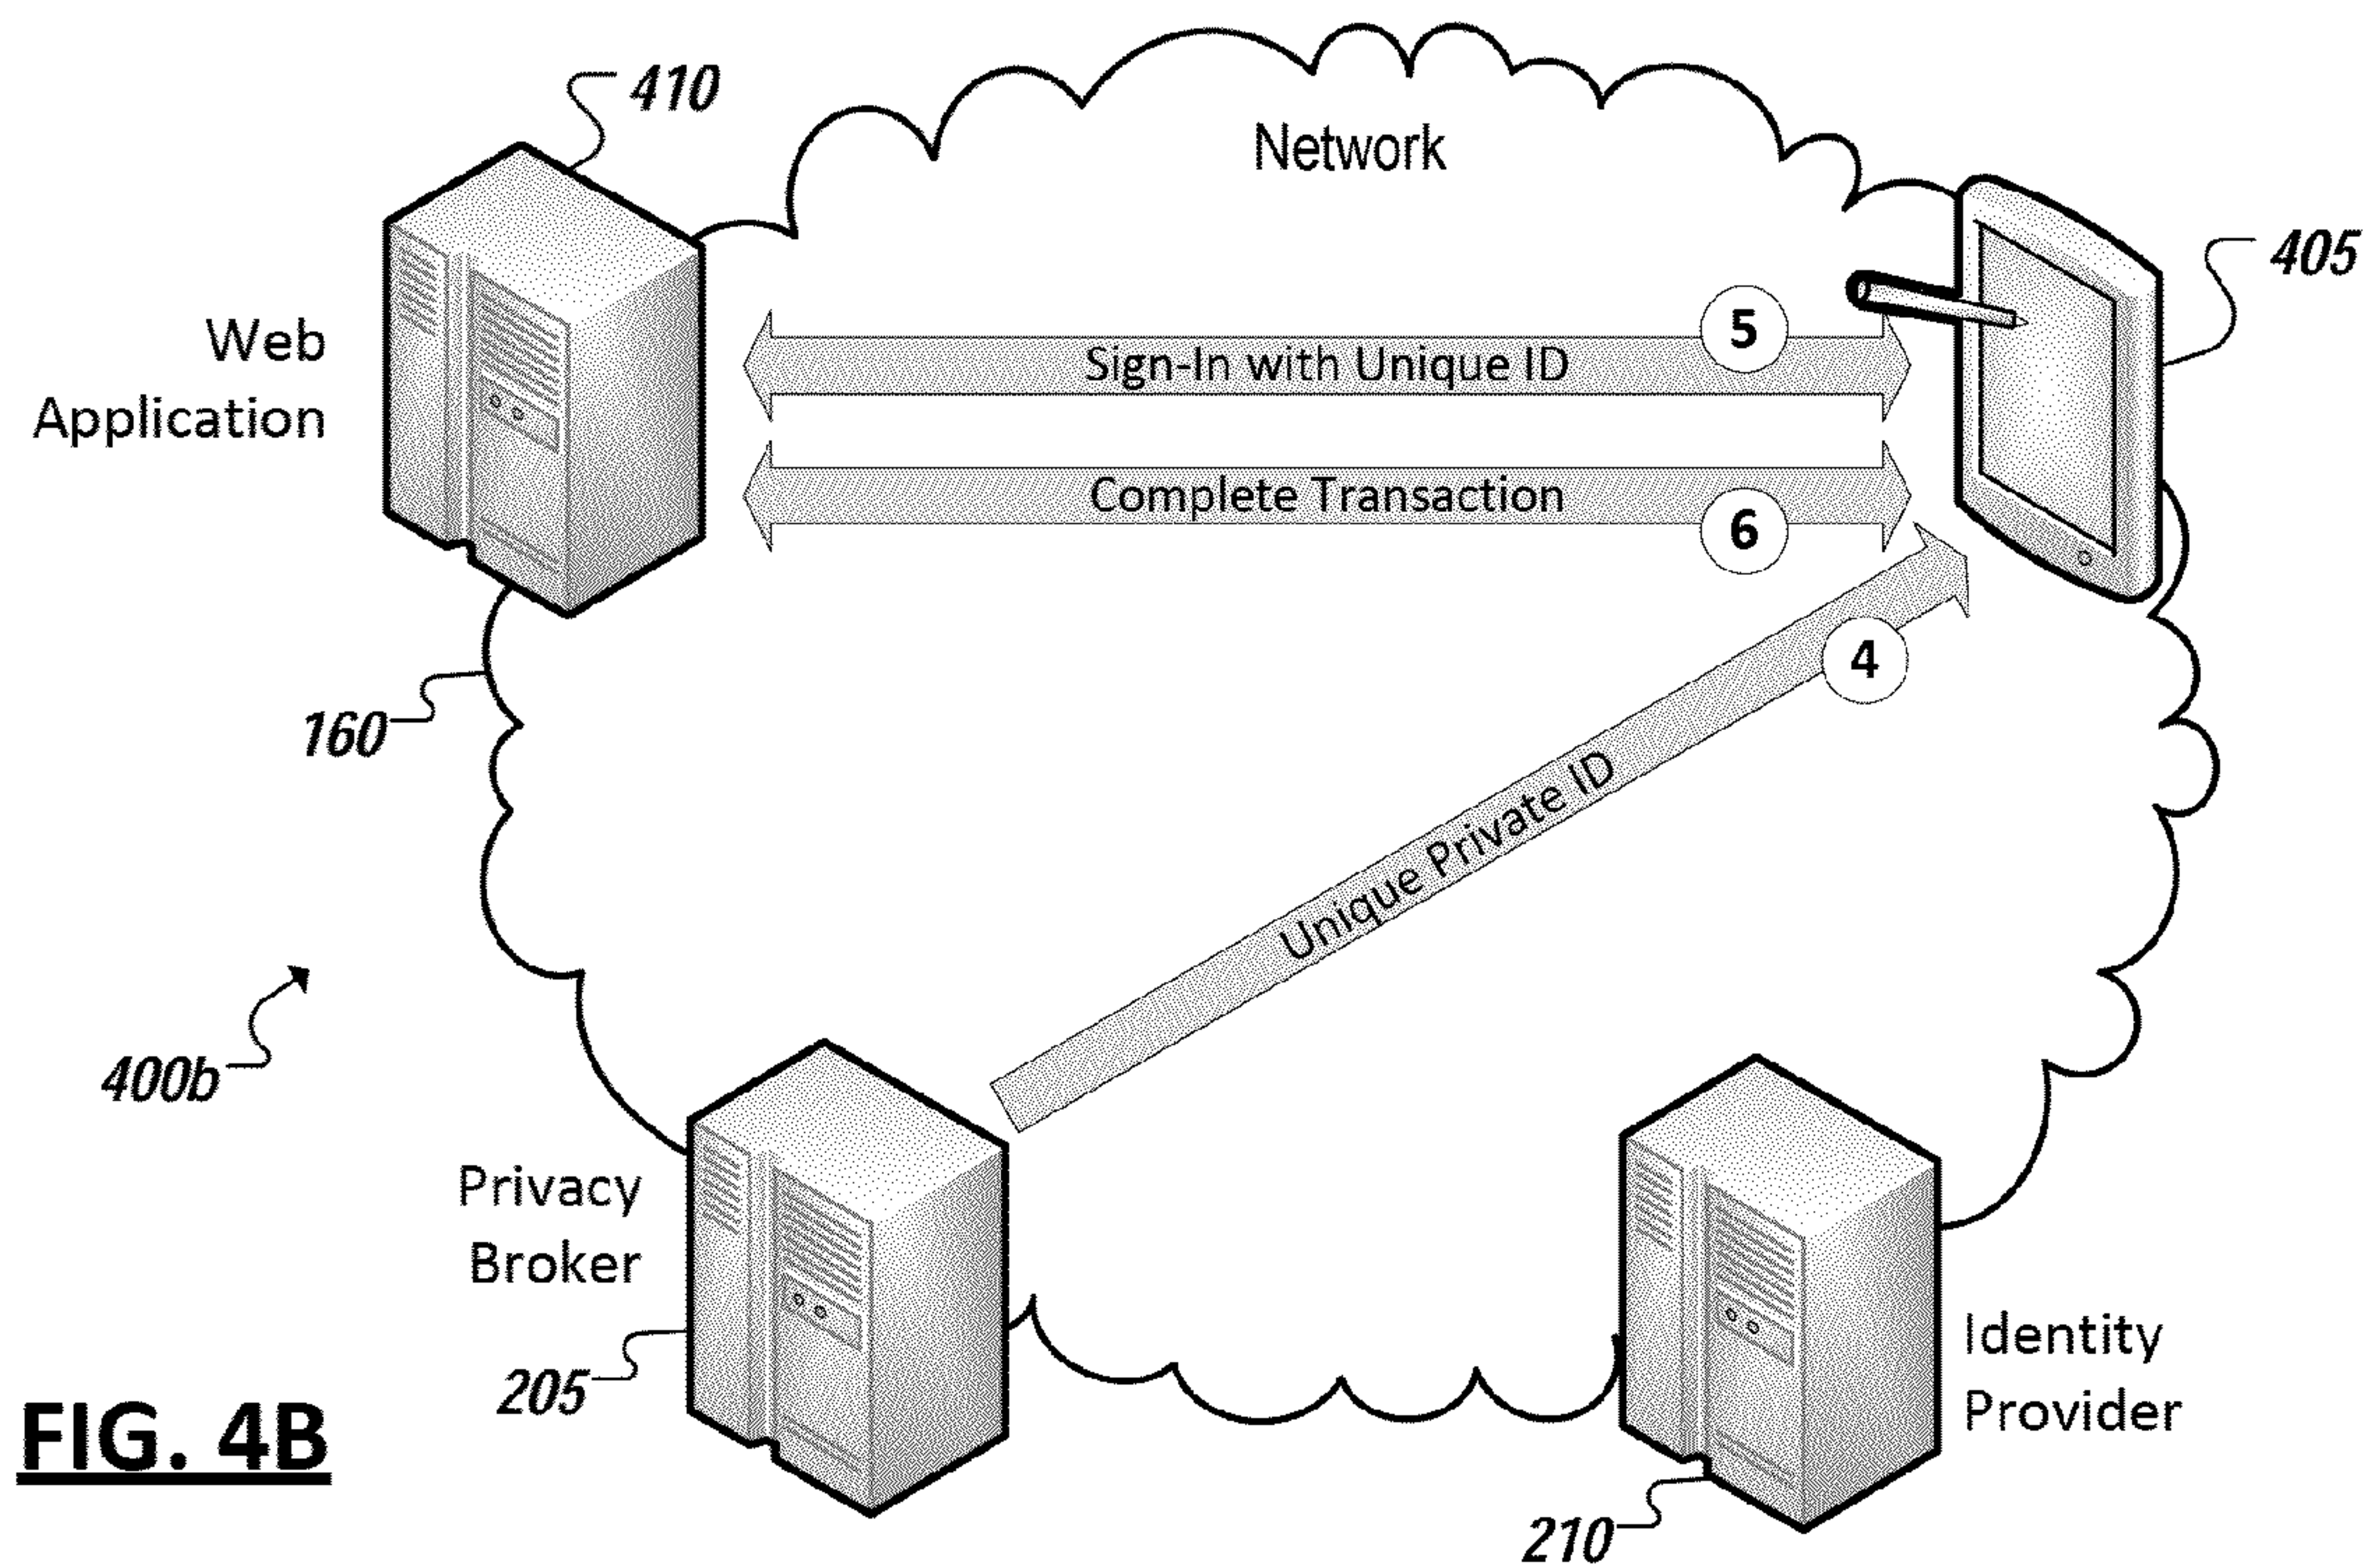 410
Network
405
Web
Application
5
Sign-In with Unique ID
Complete Transaction
6
4
160
Unique Private ID
400b
Privacy
Broker
205
Identity
Provider
210
FIG. 4B